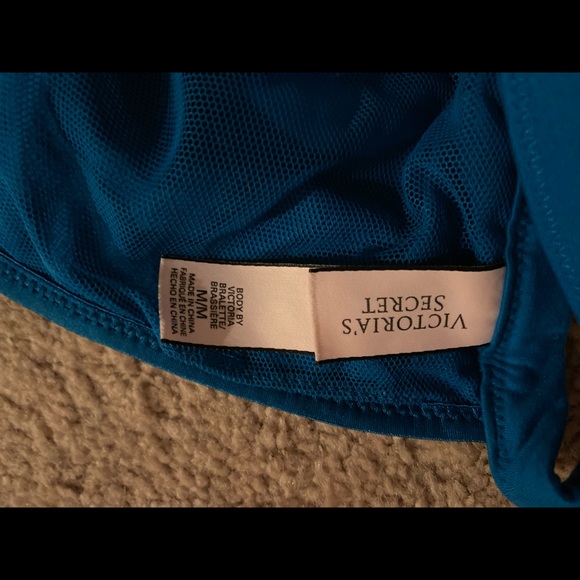 VICTORIA'S
SECRET
BODY BY
VICTORIA
BRALETTE/
BRASSIÈRE
M/M
MADE IN CHINA
FABRIQUÉ EN CHINE
HECHO EN CHINA